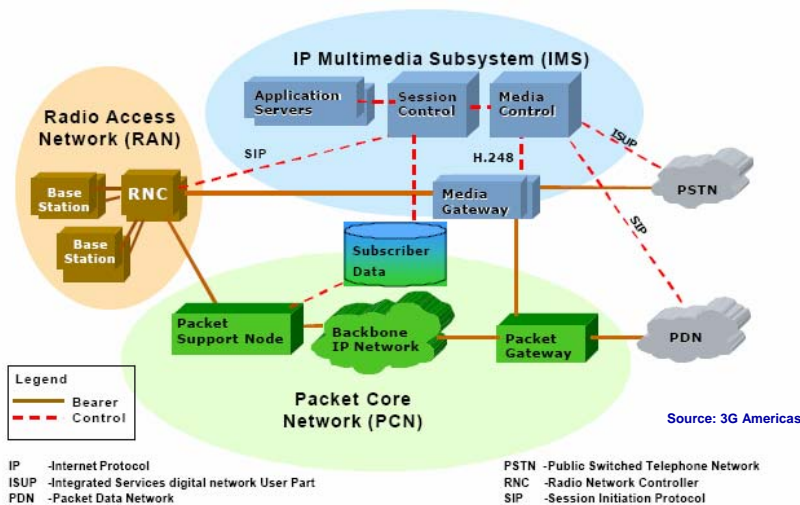 IP Multimedia Subsystem (IMS)
Application
Servers
Session
Control
Media
Control
Radio Access
Network (RAN)
SIP
H.248
ISUP
Base
Station
RNC
Media
Gateway
PSTN
Base
Station
SIP
Subscriber
Data
Packet
Support Node
Backbone
IP Network
Packet
Gateway
PDN
Legend
Bearer
Control
Packet Core
Network (PCN)
Source: 3G Americas
IP -Internet Protocol
ISUP -Integrated Services digital network User Part
PDN -Packet Data Network
PSTN -Public Switched Telephone Network
RNC -Radio Network Controller
SIP -Session Initiation Protocol